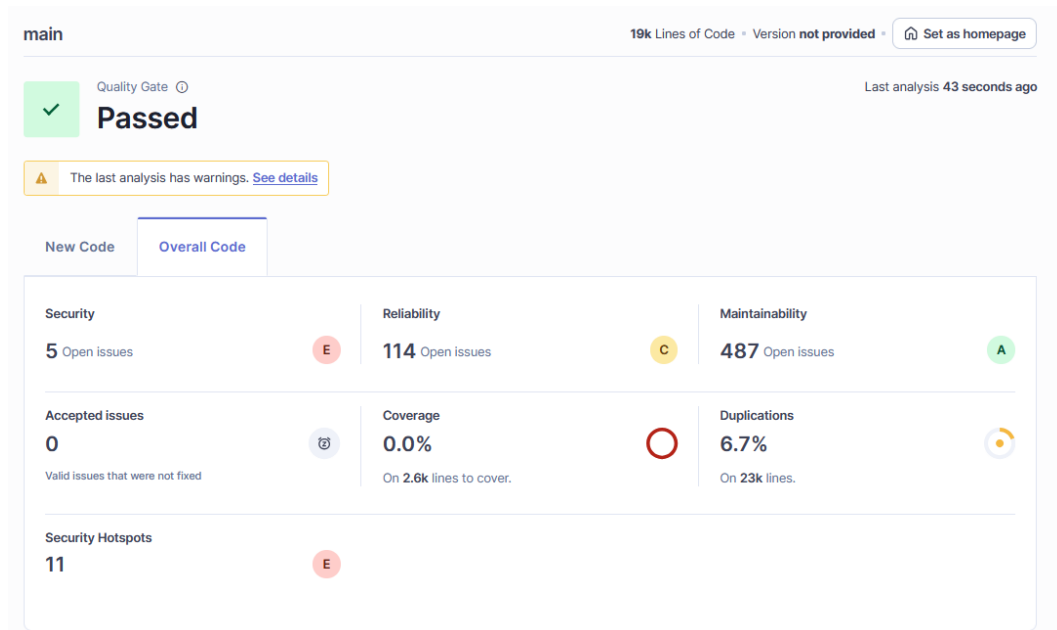 main
19k Lines of Code • Version not provided • Set as homepage
Quality Gate
Last analysis 43 seconds ago
Passed
The last analysis has warnings. See details
New Code Overall Code
Security Reliability Maintainability
5 Open issues E 114 Open issues C 487 Open issues A
Accepted issues Coverage Duplications
0 0.0% 6.7%
Valid issues that were not fixed On 2.6k lines to cover. On 23k lines.
Security Hotspots
11 E